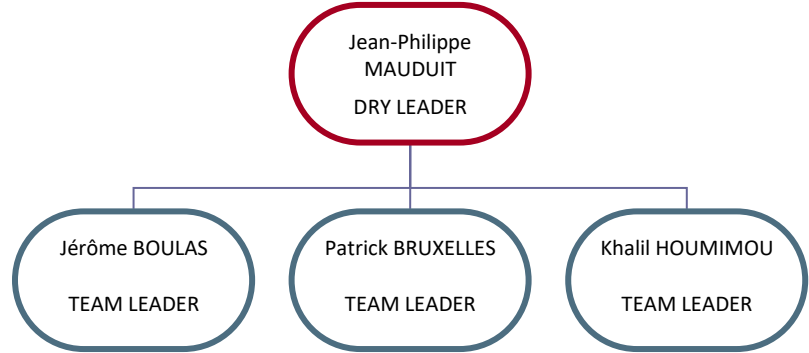 Jean-Philippe
MAUDUIT
DRY LEADER
Jérôme BOULAS
TEAM LEADER
Patrick BRUXELLES
TEAM LEADER
Khalil HOUMIMOU
TEAM LEADER